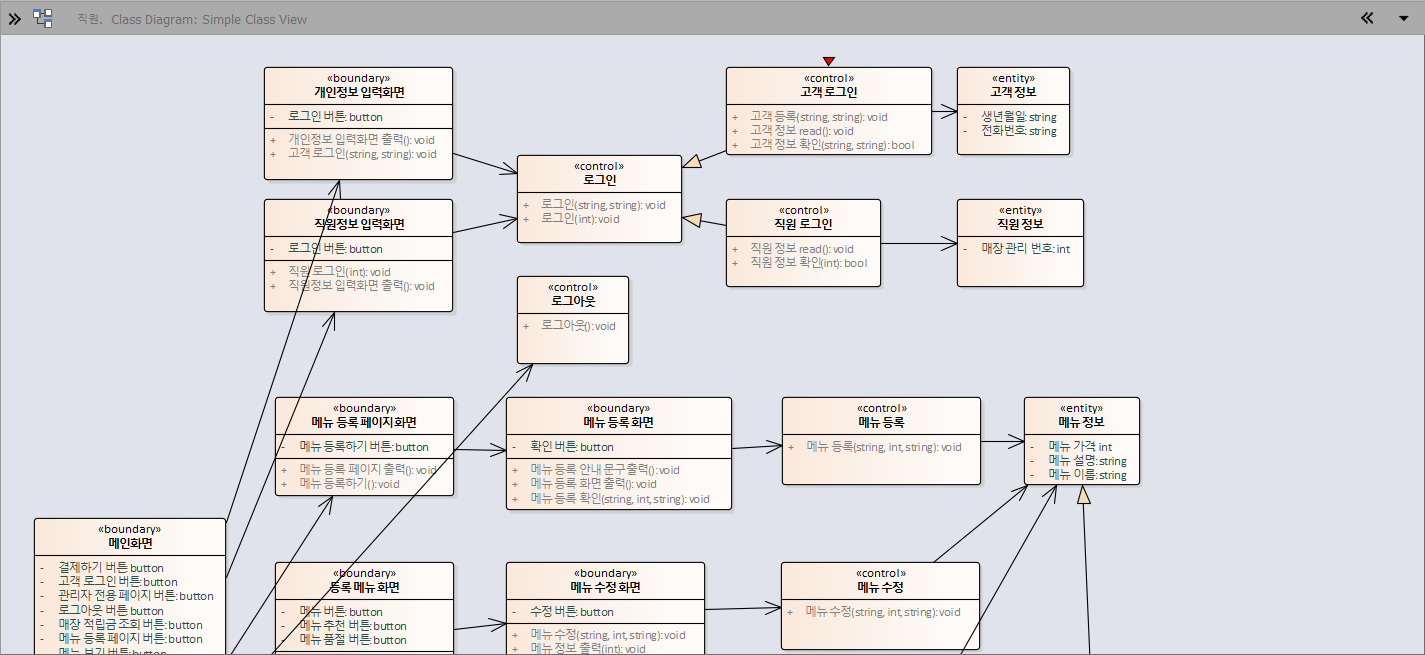 직원. Class Diagram: Simple Class View
«boundary»
개인정보 입력화면
- 로그인 버튼: button
+ 개인정보 입력화면 출력(): void
+ 고객 로그인(string, string): void
«control»
고객 로그인
+ 고객 등록(string, string): void
+ 고객 정보 read(): void
+ 고객 정보 확인(string, string): bool
«entity»
고객 정보
- 생년월일: string
- 전화번호: string
«control»
로그인
+ 로그인(string, string): void
+ 로그인(int): void
«boundary»
직원정보 입력화면
- 로그인 버튼: button
+ 직원 로그인(int): void
+ 직원정보 입력화면 출력(): void
«control»
직원 로그인
+ 직원 정보 read(): void
+ 직원 정보 확인(int): bool
«entity»
직원 정보
- 매장 관리 번호: int
«control»
로그아웃
+ 로그아웃(): void
«boundary»
메뉴 등록 페이지 화면
- 메뉴 등록하기 버튼: button
+ 메뉴 등록 페이지 출력(): void
+ 메뉴 등록하기(): void
«boundary»
메뉴 등록 화면
- 확인 버튼: button
+ 메뉴 등록 안내 문구출력(): void
+ 메뉴 등록 화면 출력(): void
+ 메뉴 등록 확인(string, int, string): void
«control»
메뉴 등록
+ 메뉴 등록(string, int, string): void
«entity»
메뉴 정보
- 메뉴 가격: int
- 메뉴 설명: string
- 메뉴 이름: string
«boundary»
메인화면
- 결제하기 버튼: button
- 고객 로그인 버튼: button
- 관리자 전용 페이지 버튼: button
- 로그아웃 버튼: button
- 매장 적립금 조회 버튼: button
- 메뉴 등록 페이지 버튼: button
- 메뉴 보기 버튼: button
«boundary»
등록 메뉴 화면
- 메뉴 버튼: button
- 메뉴 추천 버튼: button
- 메뉴 품절 버튼: button
«boundary»
메뉴 수정 화면
- 수정 버튼: button
+ 메뉴 수정(string, int, string): void
+ 메뉴 정보 출력(int): void
«control»
메뉴 수정
+ 메뉴 수정(string, int, string): void